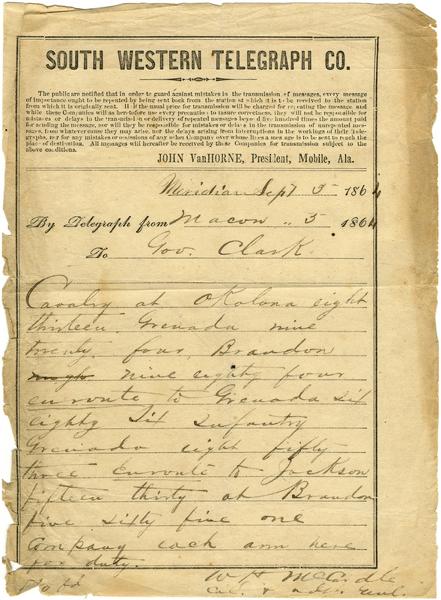 SOUTH WESTERN TELEGRAPH CO.
The public are notified that in order to guard against mistakes in the transmission of messages, every message
of importance ought to be repeated by being sent back from the station at which it is to be received to the station
from which it is originally sent. Half the usual price for transmission will be charged for repeating the message, and
while these Companies will as heretofore use every precaution to insure correctness, they will not be responsible for
mistakes or delays in the transmission or delivery of repeated messages beyond five hundred times the amount paid
for sending the message, nor will they be responsible for mistakes or delays in the transmission of unrepeated messages,
from whatever cause they may arise, nor for delays arising from interruptions in the workings of their Telegraphs,
nor for any mistakes or omissions of any other Company over whose lines a message is to be sent to reach the
place of destination. All messages will hereafter be received by these Companies for transmission subject to the
above conditions.
JOHN VanHORNE, President, Mobile, Ala.
Meridian Sept 5 1864
By Telegraph from Macon " 5 1864
To Gov. Clark.
Cavalry at Okolona eight
thirteen. Grenada nine
twenty four, Brandon
nine eighty four
en route to Grenada six
eighty six Infantry
Grenada eight fifty
three enroute to Jackson
fifteen thirty at Brandon
five sixty five one
company each arm here
for duty.
W H McCardle